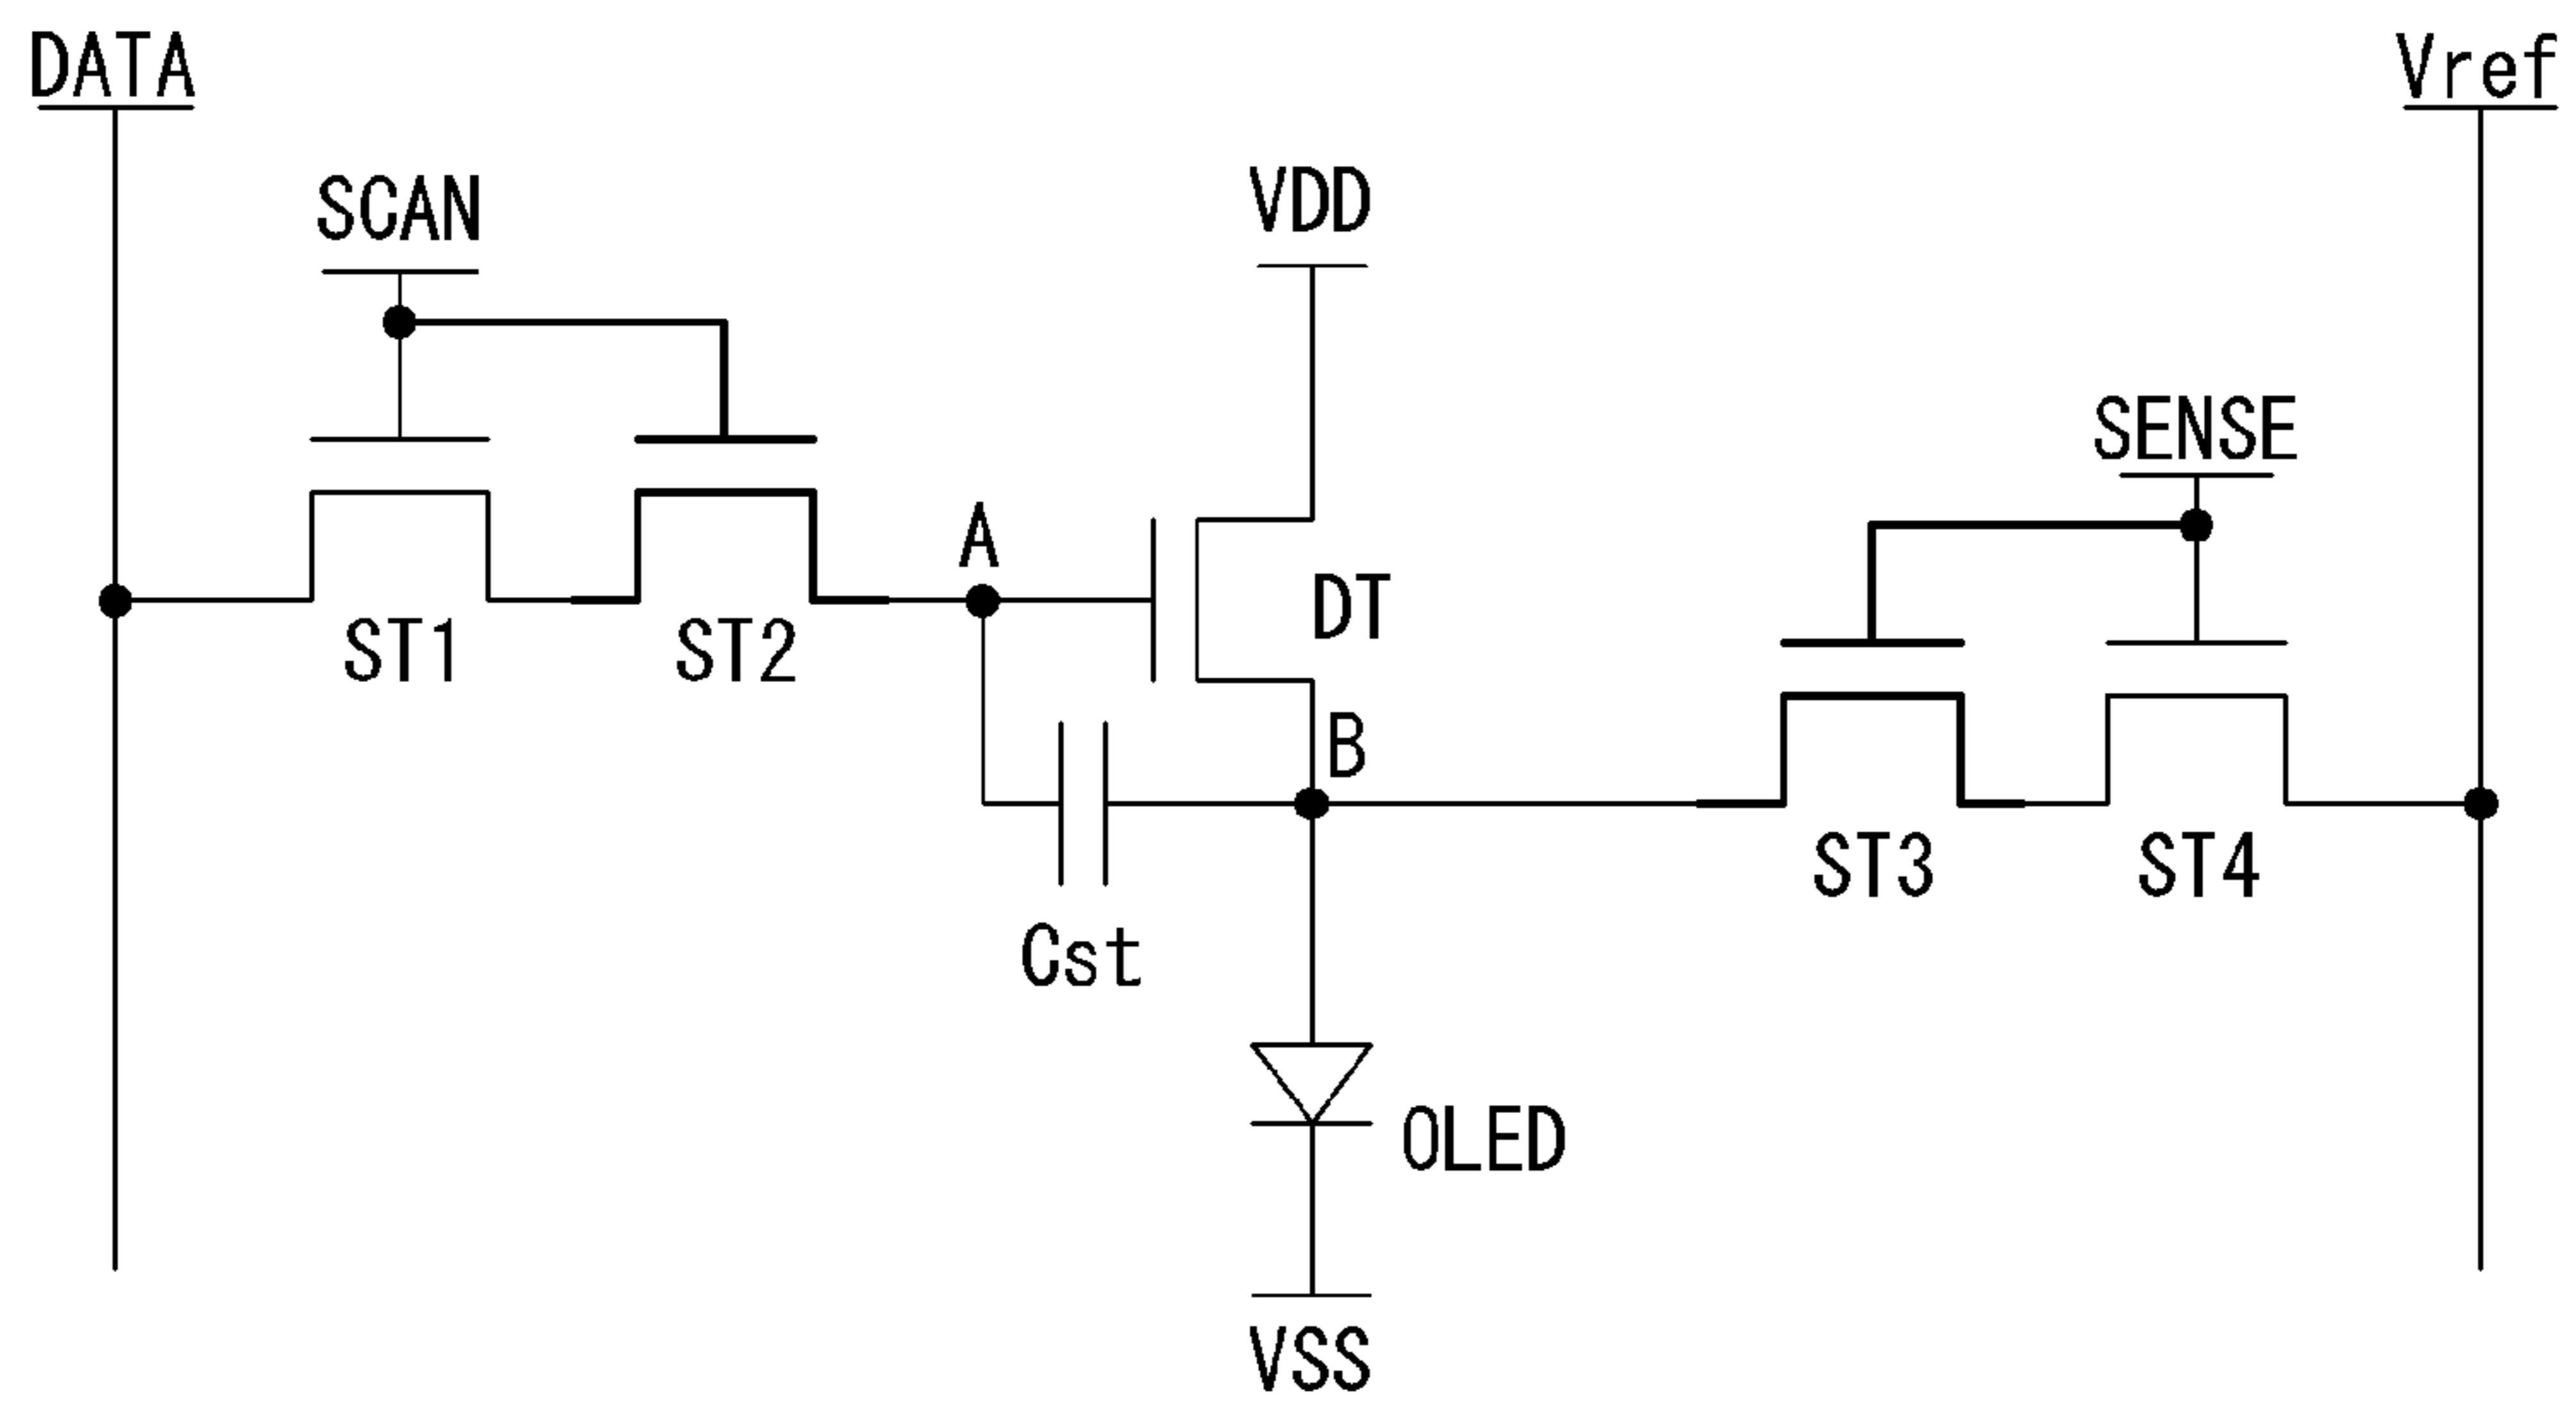 DATA
Vref
SCAN
VDD
SENSE
A
DT
ST1
ST2
B
ST3
ST4
Cst
OLED
VSS